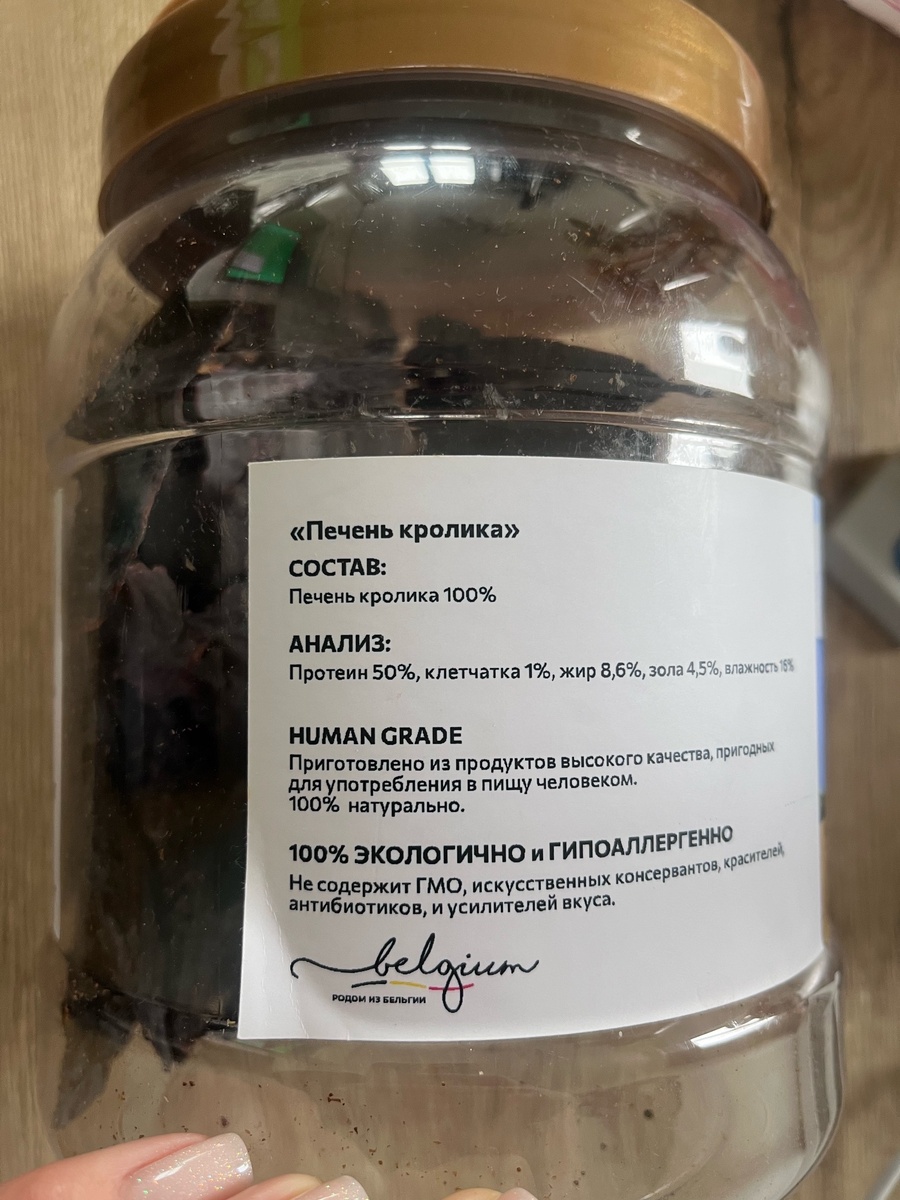 «Печень кролика»
СОСТАВ:
Печень кролика 100%
АНАЛИЗ:
Протеин 50%, клетчатка 1%, жир 8,6%, зола 4,5%, влажность 16%
HUMAN GRADE
Приготовлено из продуктов высокого качества, пригодных
для употребления в пищу человеком.
100% натурально.
100% ЭКОЛОГИЧНО и ГИПОАЛЛЕРГЕННО
Не содержит ГМО, искусственных консервантов, красителей,
антибиотиков, и усилителей вкуса.
belgium
РОДОМ ИЗ БЕЛЬГИИ